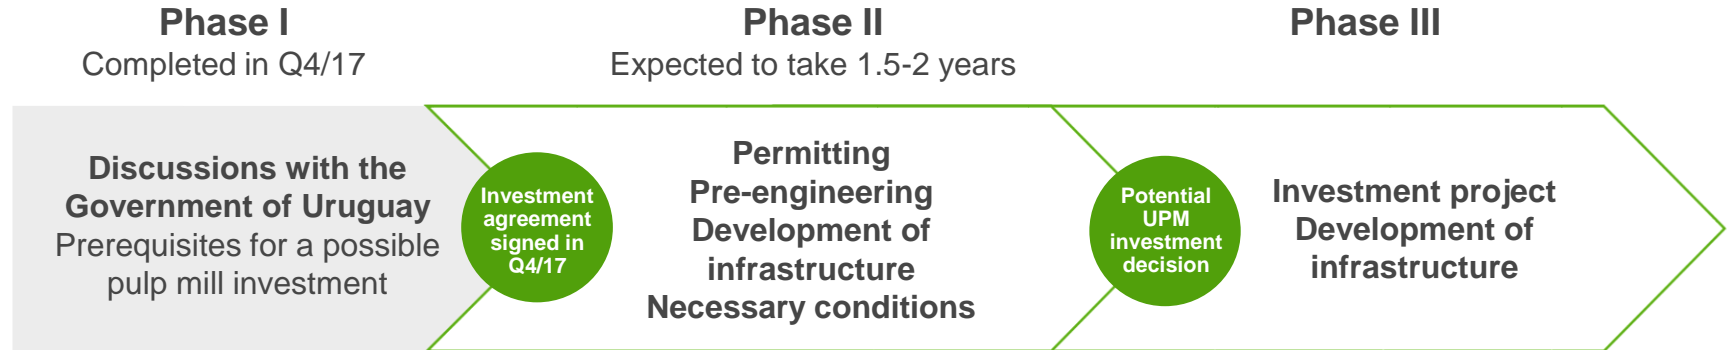 Phase I
Completed in Q4/17
Discussions with the
Government of Uruguay
Prerequisites for a possible
pulp mill investment
Investment
agreement
signed in
Q4/17
Phase II
Expected to take 1.5-2 years
Permitting
Pre-engineering
Development of
infrastructure
Necessary conditions
Potential
UPM
investment
decision
Phase III
Investment project
Development of
infrastructure